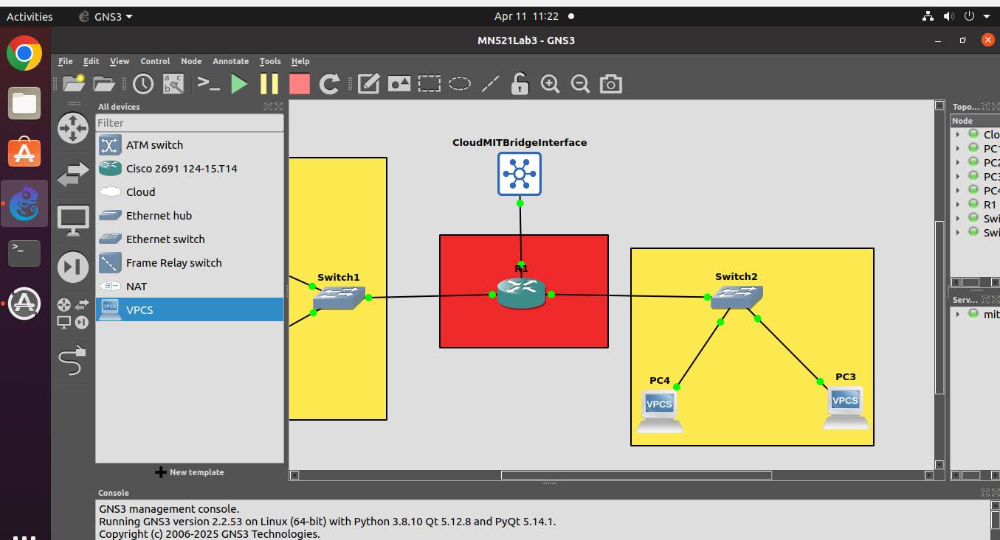 Activities GNS3 Apr 11 11:22
MN521Lab3 - GNS3
File Edit View Control Node Annotate Tools Help
All devices
Filter
ATM switch
Cisco 2691 124-15.T14
Cloud
Ethernet hub
Ethernet switch
Frame Relay switch
NAT
VPCS
New template
CloudMITBridgeInterface
Switch1
R1
Switch2
PC4
VPCS
PC3
VPCS
Topo...
Node
Clo
PC1
PC2
PC3
PC4
R1
Swi
Swi
Serv...
mit
Console
GNS3 management console.
Running GNS3 version 2.2.53 on Linux (64-bit) with Python 3.8.10 Qt 5.12.8 and PyQt 5.14.1.
Copyright (c) 2006-2025 GNS3 Technologies.